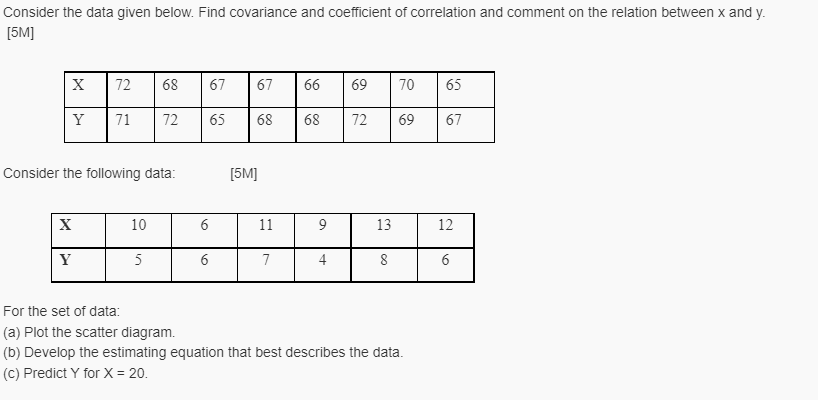 Consider the data given below. Find covariance and coefficient of correlation and comment on the relation between x and y.
[5M]
X 72 68 67 67 66 69 70 65
Y 71 72 65 68 68 72 69 67
Consider the following data: [5M]
X 10 6 11 9 13 12
Y 5 6 7 4 8 6
For the set of data:
(a) Plot the scatter diagram.
(b) Develop the estimating equation that best describes the data.
(c) Predict Y for X = 20.